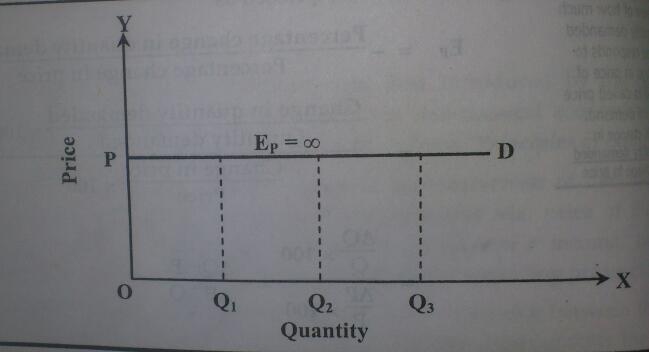 Y
E_P = ∞
P
D
Price
O
Q₁ Q₂ Q₃
X
Quantity